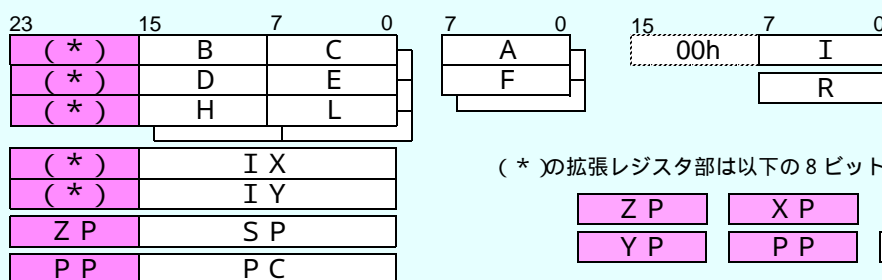 23 15 7 0 7 0 15 7 0
(*) B C A 00h I
(*) D E F R
(*) H L
(*) IX (*)の拡張レジスタ部は以下の8ビット
(*) IY
ZP XP
ZP SP
YP PP
PP PC